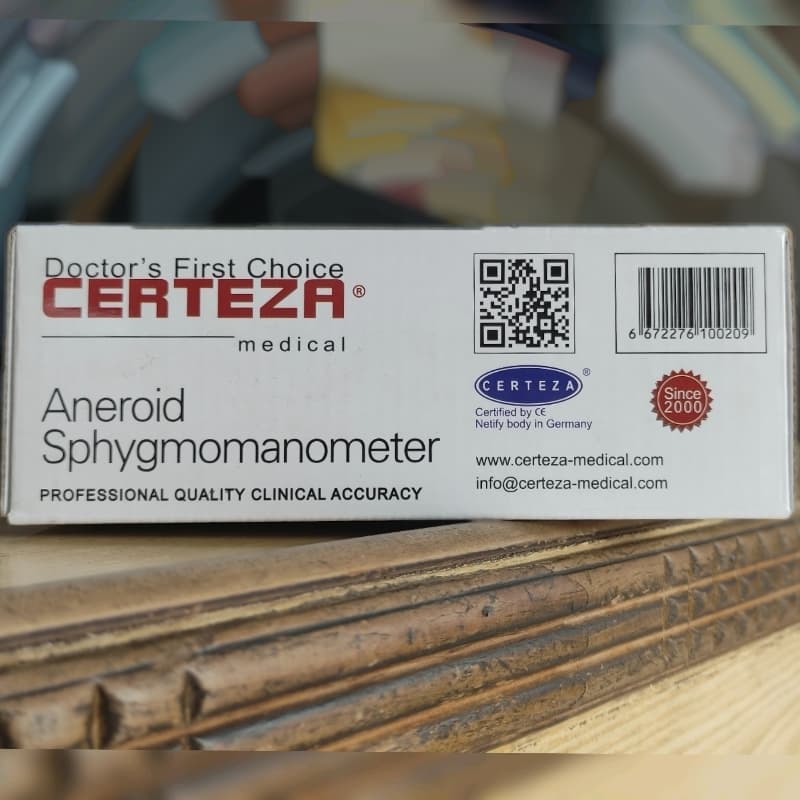 Doctor's First Choice
CERTEZA®
medical
Aneroid
Sphygmomanometer
PROFESSIONAL QUALITY CLINICAL ACCURACY
6 672276 100209
CERTEZA®
Certified by CE
Netify body in Germany
Since
2000
www.certeza-medical.com
info@certeza-medical.com